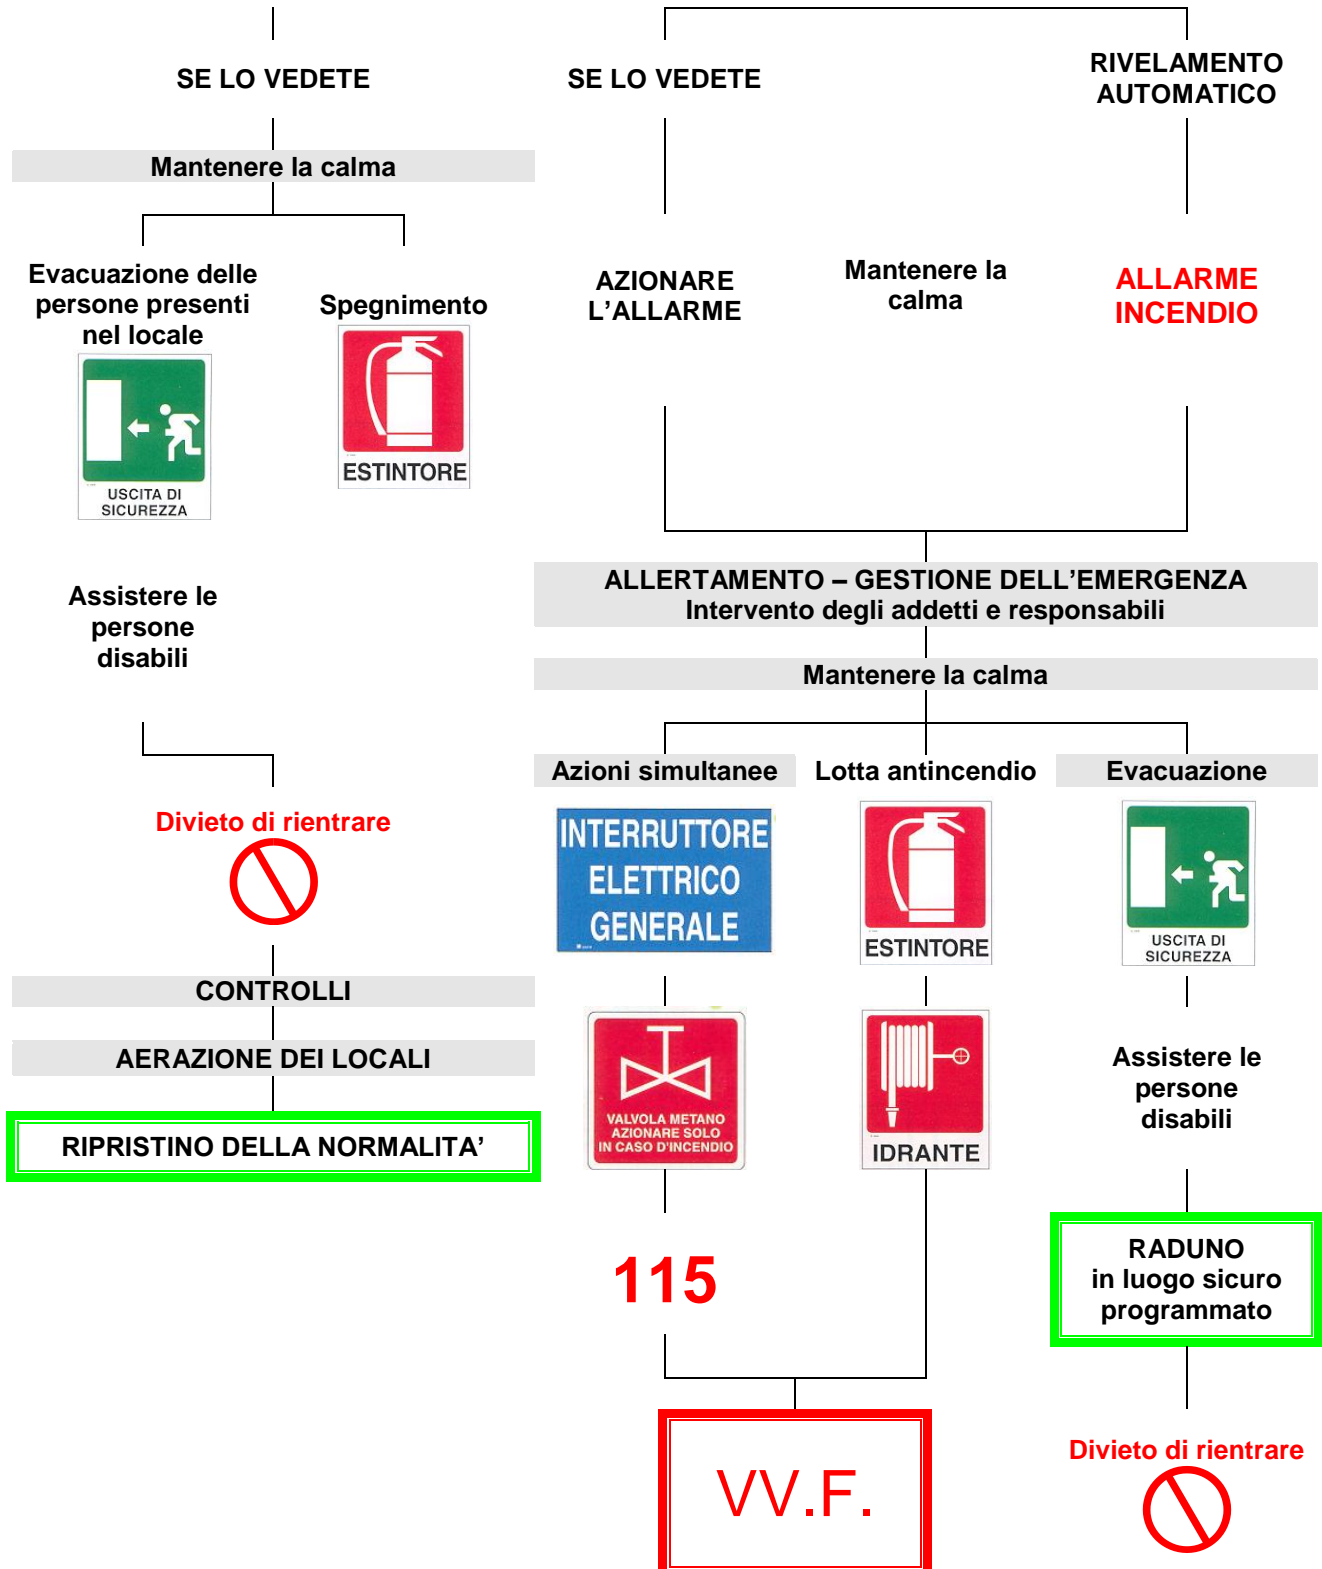 SE LO VEDETE
SE LO VEDETE
RIVELAMENTO
AUTOMATICO
Mantenere la calma
Evacuazione delle
persone presenti
nel locale
Spegnimento
AZIONARE
L'ALLARME
Mantenere la
calma
ALLARME
INCENDIO
USCITA DI
SICUREZZA
ESTINTORE
Assistere le
persone
disabili
ALLERTAMENTO – GESTIONE DELL'EMERGENZA
Intervento degli addetti e responsabili
Mantenere la calma
Azioni simultanee
Lotta antincendio
Evacuazione
Divieto di rientrare
INTERRUTTORE
ELETTRICO
GENERALE
ESTINTORE
USCITA DI
SICUREZZA
CONTROLLI
AERAZIONE DEI LOCALI
RIPRISTINO DELLA NORMALITA'
VALVOLA METANO
AZIONARE SOLO
IN CASO D'INCENDIO
IDRANTE
Assistere le
persone
disabili
115
RADUNO
in luogo sicuro
programmato
VV.F.
Divieto di rientrare